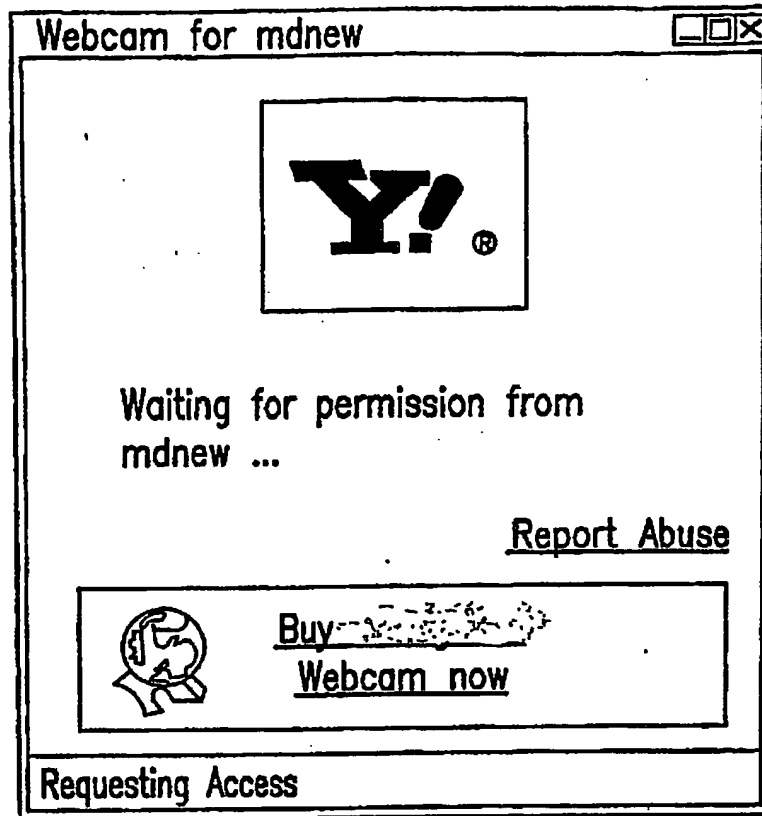 Webcam for mdnew
Y! ®
Waiting for permission from
mdnew ...
Report Abuse
Buy
Webcam now
Requesting Access